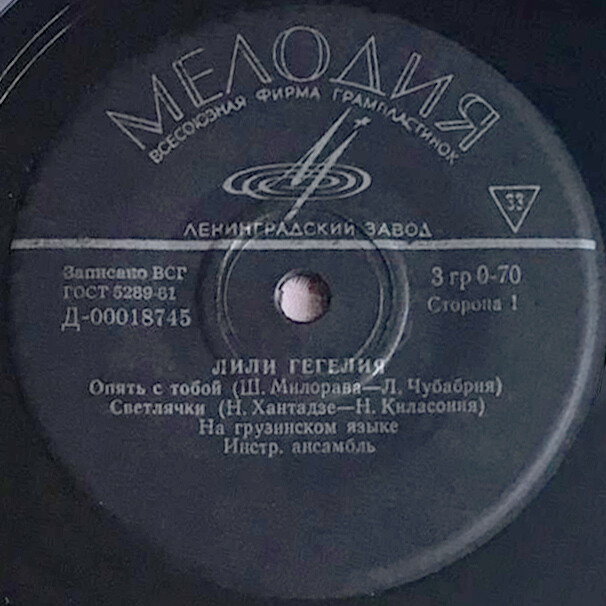 МЕЛОДИЯ
ВСЕСОЮЗНАЯ ФИРМА ГРАМПЛАСТИНОК
33
ЛЕНИНГРАДСКИЙ ЗАВОД
Записано ВСГ
ГОСТ 5289-61
Д-00018745
3 гр 0-70
Сторона 1
ЛИЛИ ГЕГЕЛИЯ
Опять с тобой (Ш. Милорава—Л. Чубабрия)
Светлячки (Н. Хантадзе—Н. Киласония)
На грузинском языке
Инстр. ансамбль